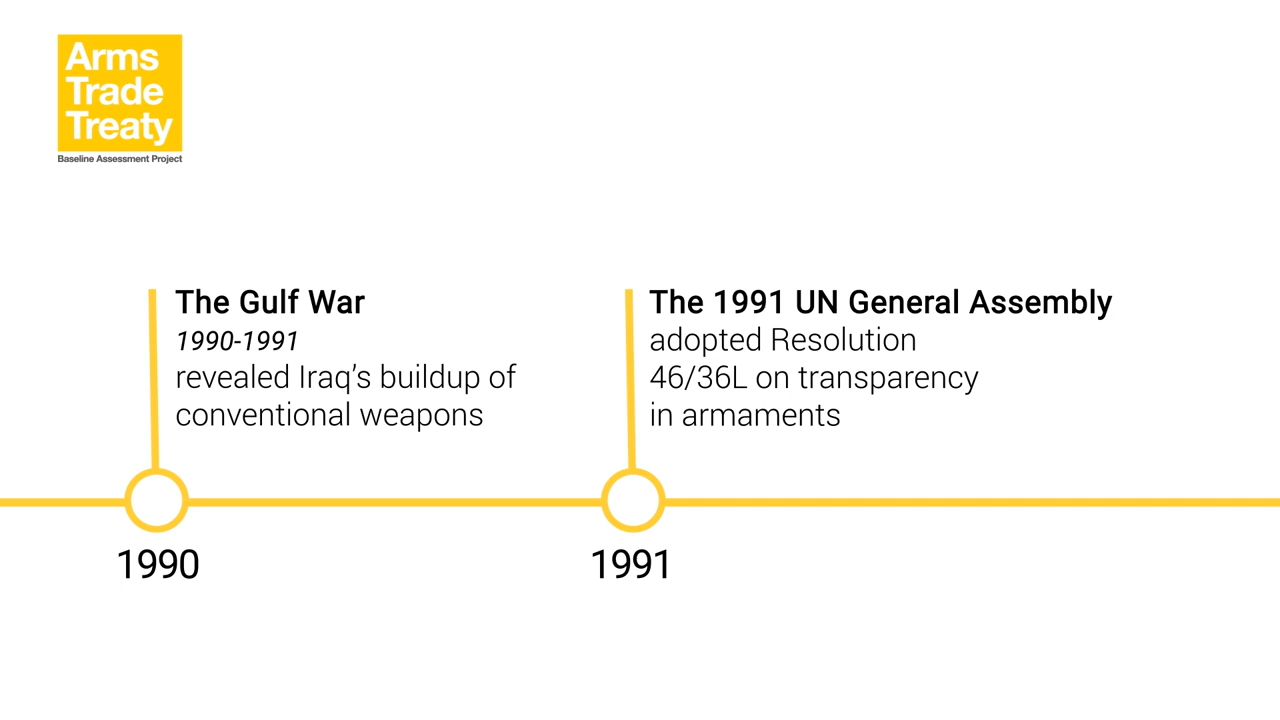 Arms
Trade
Treaty
Baseline Assessment Project
The Gulf War
1990-1991
revealed Iraq’s buildup of
conventional weapons
The 1991 UN General Assembly
adopted Resolution
46/36L on transparency
in armaments
1990
1991